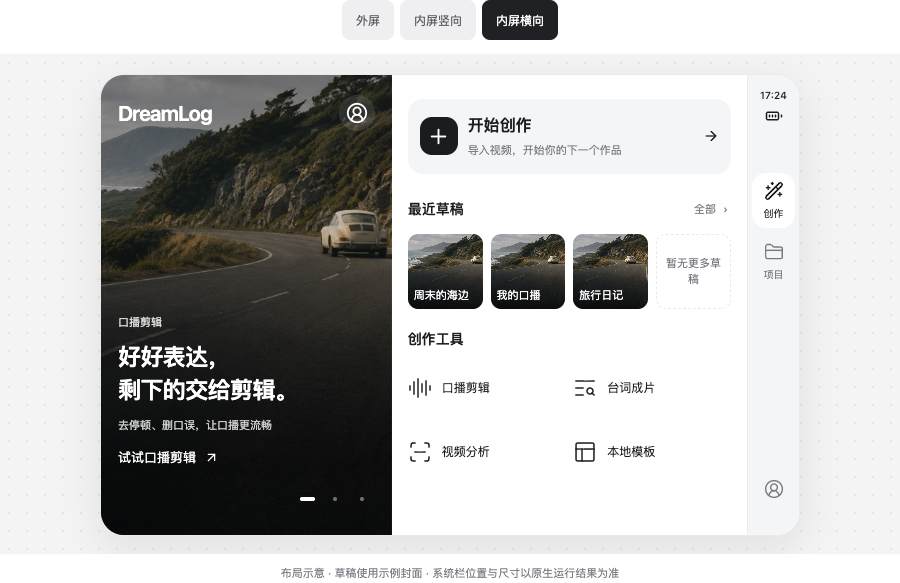 外屏
内屏竖向
内屏横向
DreamLog
口播剪辑
好好表达，
剩下的交给剪辑。
去停顿、删口误，让口播更流畅
试试口播剪辑
开始创作
导入视频，开始你的下一个作品
最近草稿
全部 ›
周末的海边
我的口播
旅行日记
暂无更多草
稿
创作工具
口播剪辑
台词成片
视频分析
本地模板
17:24
创作
项目
布局示意 · 草稿使用示例封面 · 系统栏位置与尺寸以原生运行结果为准